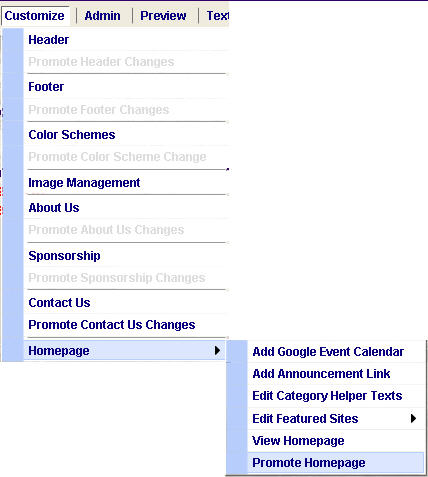 Customize Admin Preview Text
Header
Promote Header Changes
Footer
Promote Footer Changes
Color Schemes
Promote Color Scheme Change
Image Management
About Us
Promote About Us Changes
Sponsorship
Promote Sponsorship Changes
Contact Us
Promote Contact Us Changes
Homepage
Add Google Event Calendar
Add Announcement Link
Edit Category Helper Texts
Edit Featured Sites
View Homepage
Promote Homepage